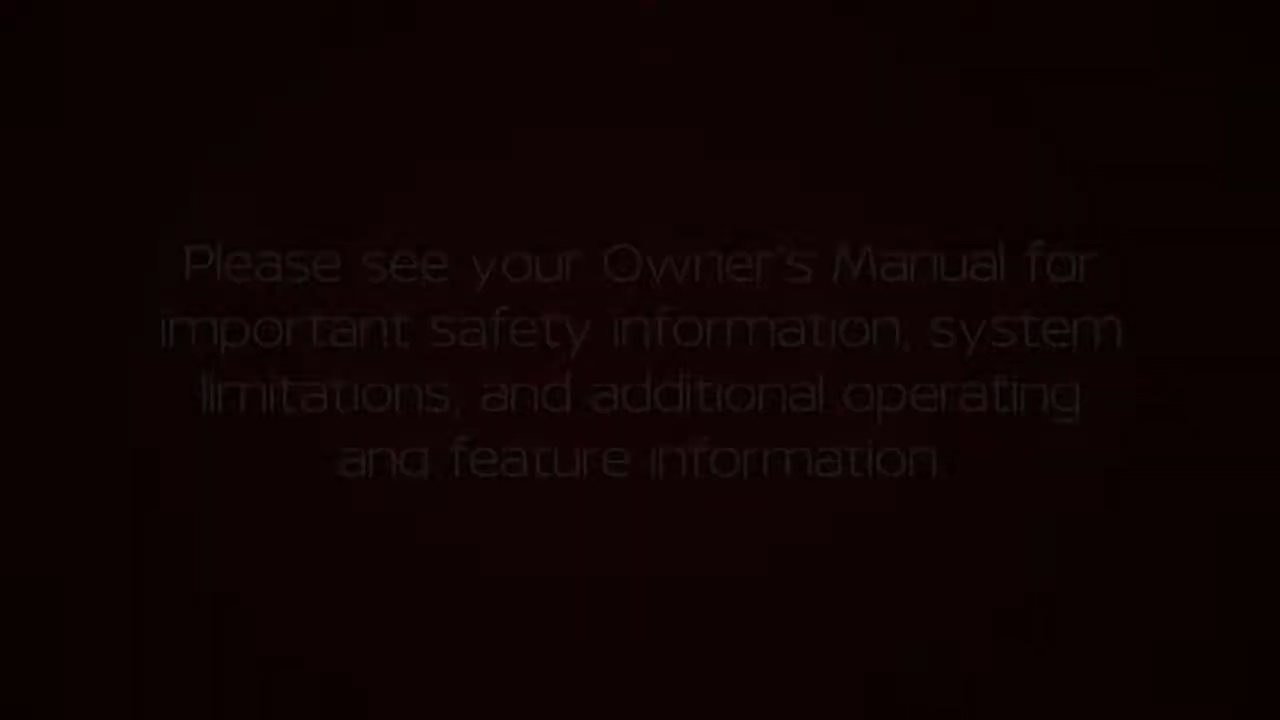 Please see your Owner's Manual for
important safety information, system
limitations, and additional operating
and feature information.